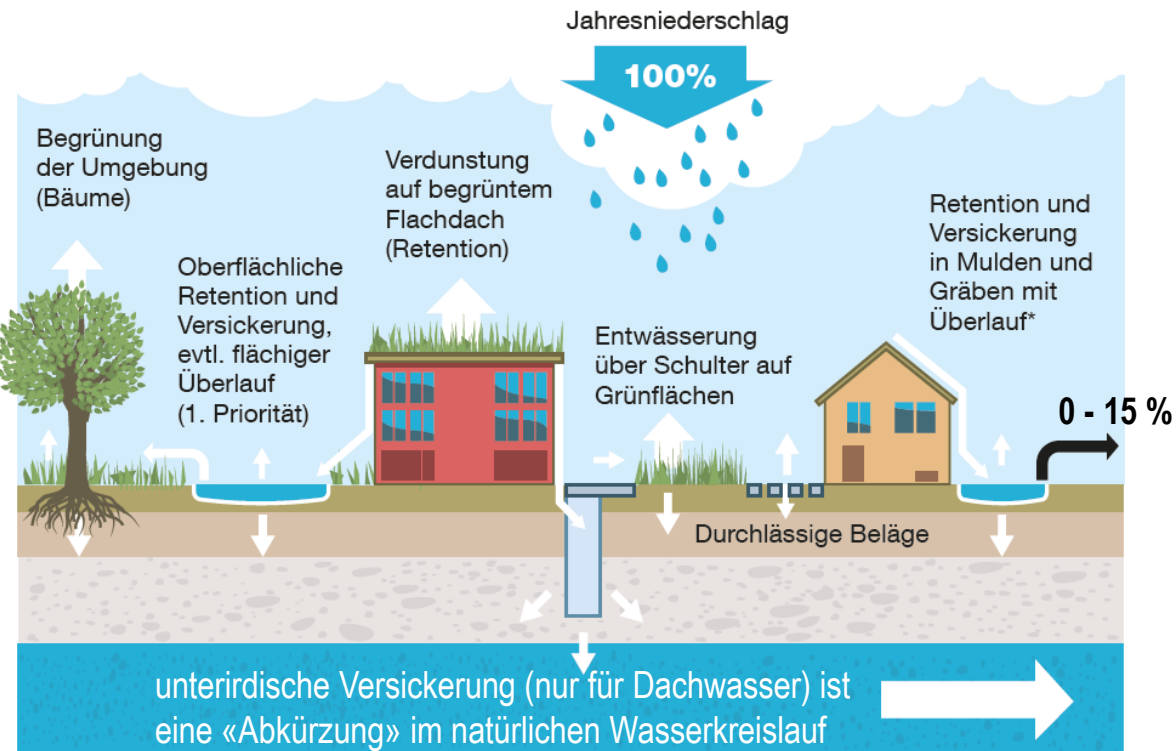 Jahresniederschlag
100%
Begrünung
der Umgebung
(Bäume)
Verdunstung
auf begrüntem
Flachdach
(Retention)
Oberflächliche
Retention und
Versickerung,
evtl. flächiger
Überlauf
(1. Priorität)
Entwässerung
über Schulter auf
Grünflächen
Retention und
Versickerung
in Mulden und
Gräben mit
Überlauf*
0 - 15 %
Durchlässige Beläge
unterirdische Versickerung (nur für Dachwasser) ist
eine «Abkürzung» im natürlichen Wasserkreislauf